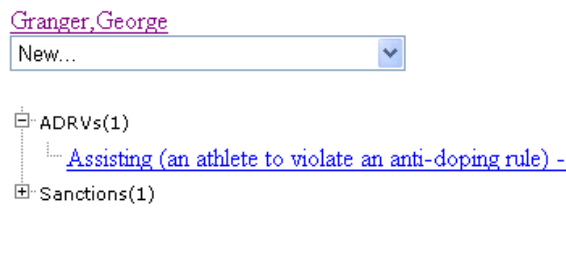 Granger,George
New...
ADRVs(1)
Assisting (an athlete to violate an anti-doping rule) -
Sanctions(1)